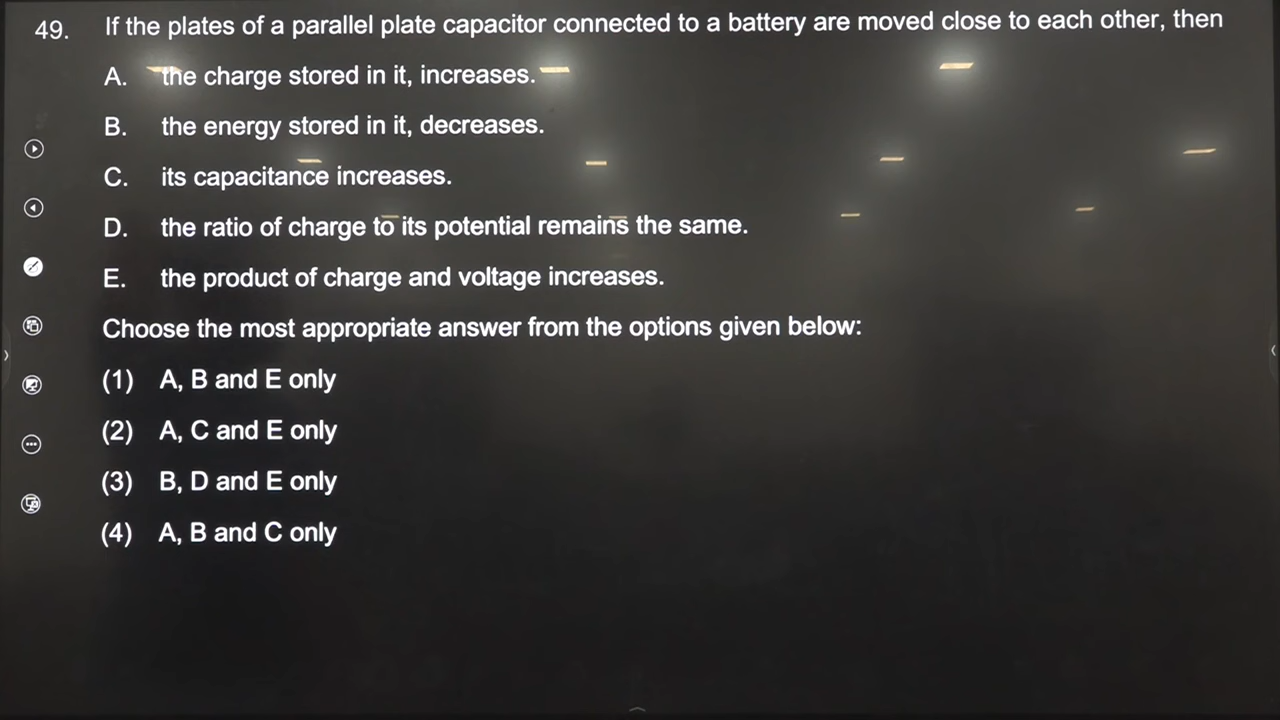 49. If the plates of a parallel plate capacitor connected to a battery are moved close to each other, then
A. the charge stored in it, increases.
B. the energy stored in it, decreases.
C. its capacitance increases.
D. the ratio of charge to its potential remains the same.
E. the product of charge and voltage increases.
Choose the most appropriate answer from the options given below:
(1) A, B and E only
(2) A, C and E only
(3) B, D and E only
(4) A, B and C only